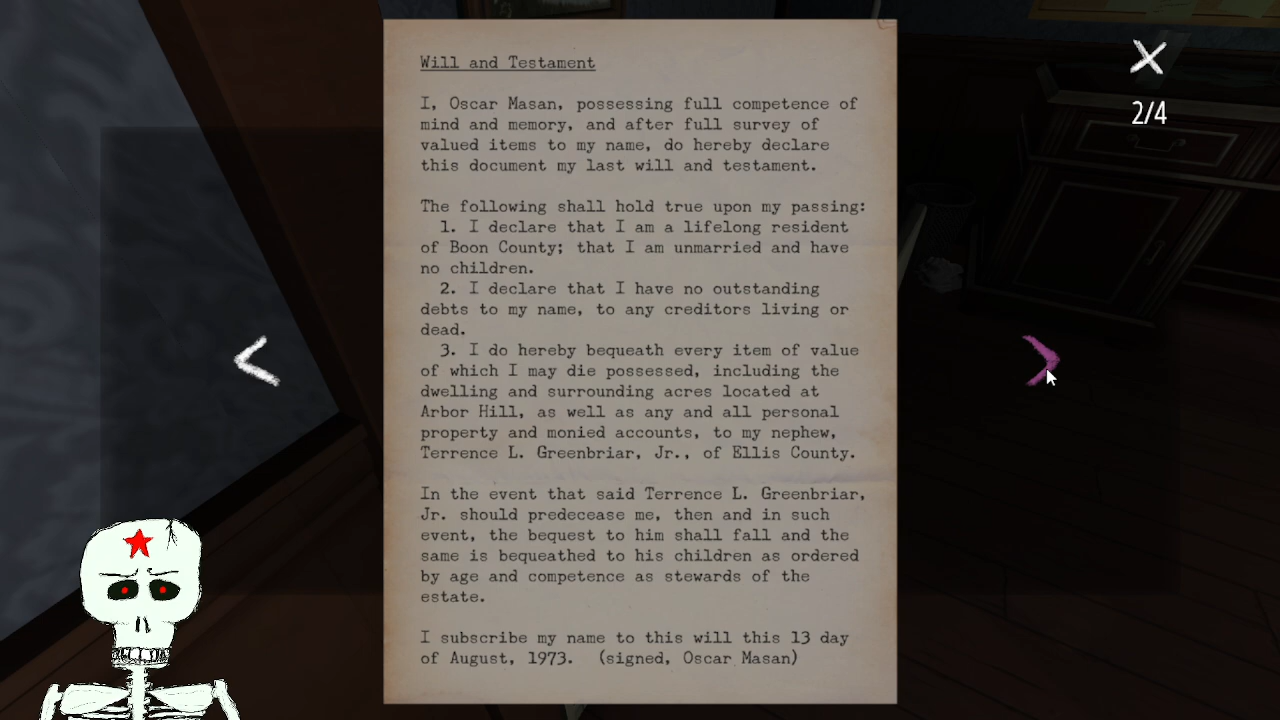 Will and Testament
I, Oscar Masan, possessing full competence of
mind and memory, and after full survey of
valued items to my name, do hereby declare
this document my last will and testament.
The following shall hold true upon my passing:
1. I declare that I am a lifelong resident
of Boon County; that I am unmarried and have
no children.
2. I declare that I have no outstanding
debts to my name, to any creditors living or
dead.
3. I do hereby bequeath every item of value
of which I may die possessed, including the
dwelling and surrounding acres located at
Arbor Hill, as well as any and all personal
property and monied accounts, to my nephew,
Terrence L. Greenbriar, Jr., of Ellis County.
In the event that said Terrence L. Greenbriar,
Jr. should predecease me, then and in such
event, the bequest to him shall fall and the
same is bequeathed to his children as ordered
by age and competence as stewards of the
estate.
I subscribe my name to this will this 13 day
of August, 1973. (signed, Oscar Masan)
2/4